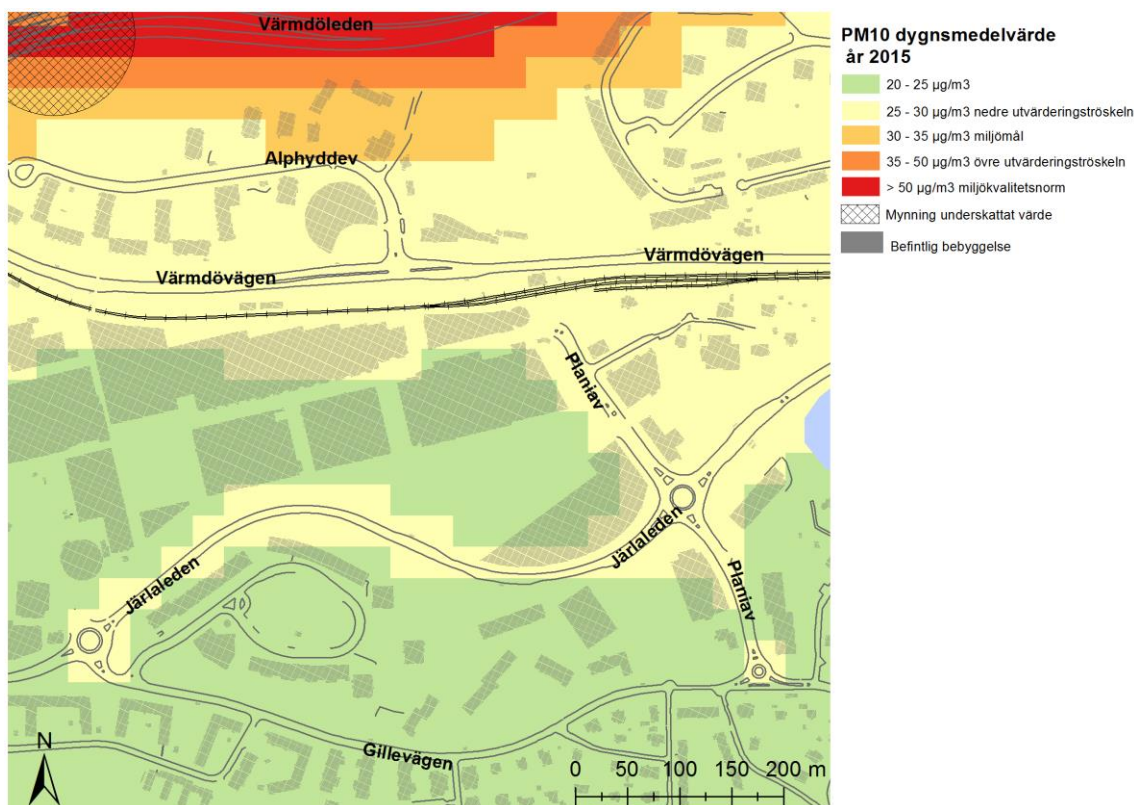 Värmdöleden
Alphyddev
Värmdövägen
Värmdövägen
Planiav
Järlaleden
Järlaleden
Planiav
Gillevägen
N
0 50 100 150 200 m
PM10 dygnsmedelvärde
år 2015
20 - 25 µg/m3
25 - 30 µg/m3 nedre utvärderingströskeln
30 - 35 µg/m3 miljömål
35 - 50 µg/m3 övre utvärderingströskeln
> 50 µg/m3 miljökvalitetsnorm
Mynning underskattat värde
Befintlig bebyggelse